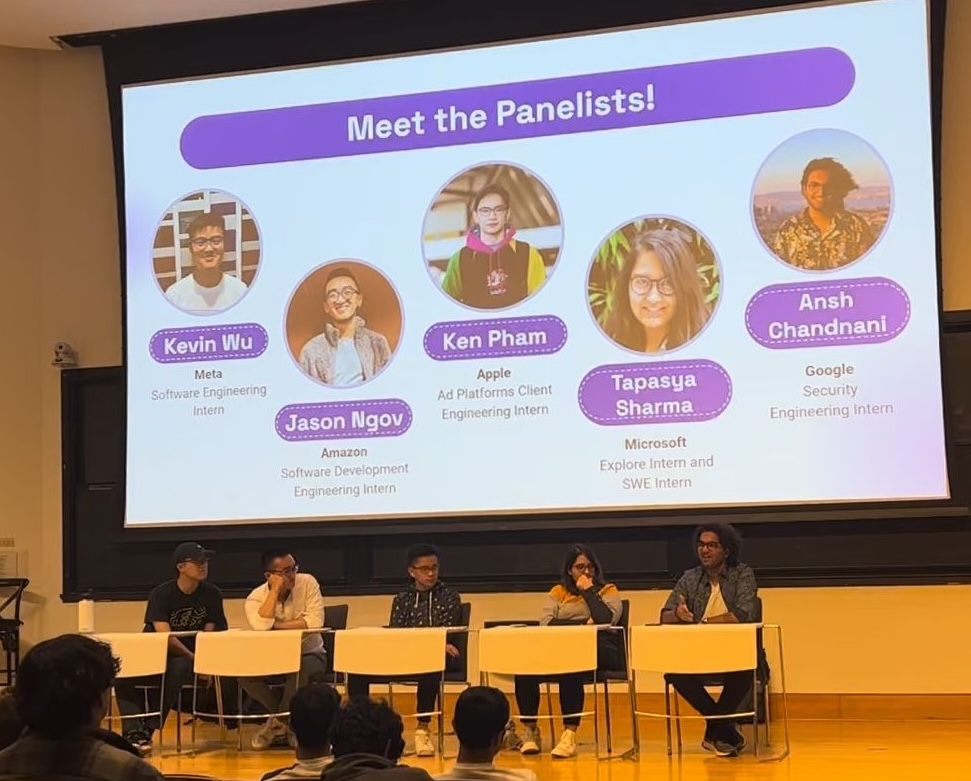 Meet the Panelists!
Kevin Wu
Meta
Software Engineering
Intern
Jason Ngov
Amazon
Software Development
Engineering Intern
Ken Pham
Apple
Ad Platforms Client
Engineering Intern
Tapasya
Sharma
Microsoft
Explore Intern and
SWE Intern
Ansh
Chandnani
Google
Security
Engineering Intern